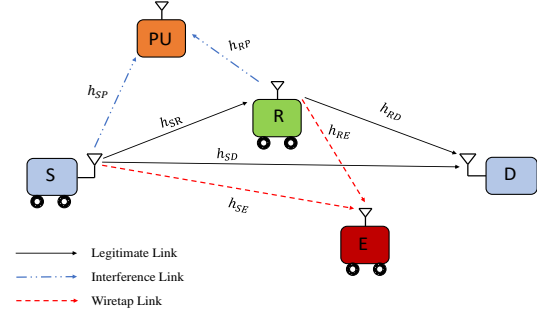 PU
h_RP
h_SP
h_SR
R
h_RD
h_RE
h_SD
S
D
h_SE
E
Legitimate Link
Interference Link
Wiretap Link